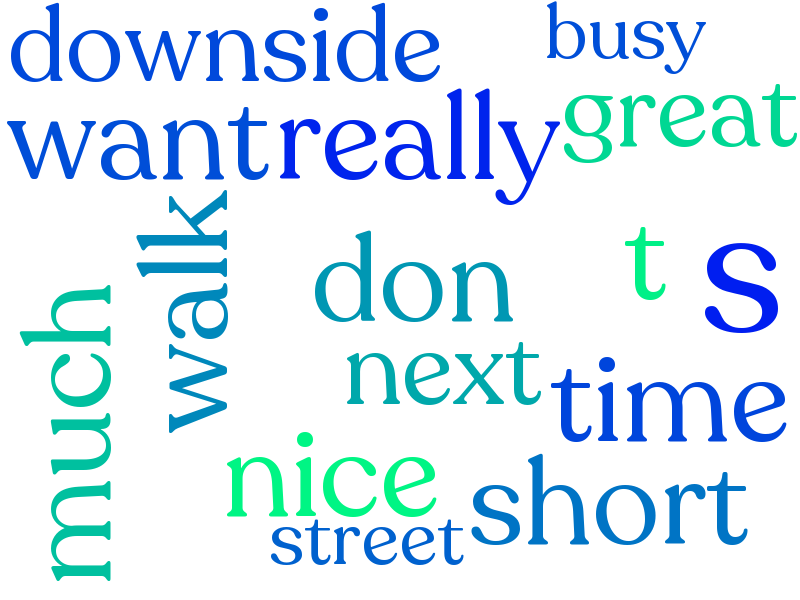 downside
busy
want
really
great
walk
don
t
s
much
next
time
nice
short
street